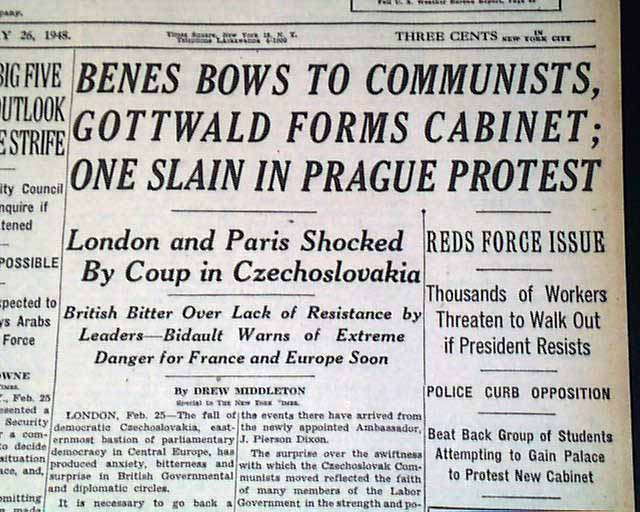 mpany.
Y 26, 1948.
Times Square, New York 18, N. Y.
Telephone LAckawanna 4-1000
THREE CENTS IN NEW YORK CITY
BIG FIVE
OUTLOOK
E STRIFE
ity Council
nquire if
tened
POSSIBLE
xpected to
ys Arabs
Force
OWNE
TIMES.
Y., Feb. 25
resented a
Security
r a com-
to decide
situation
ace, and,
omitting
made
BENES BOWS TO COMMUNISTS,
GOTTWALD FORMS CABINET;
ONE SLAIN IN PRAGUE PROTEST
London and Paris Shocked
By Coup in Czechoslovakia
British Bitter Over Lack of Resistance by
Leaders—Bidault Warns of Extreme
Danger for France and Europe Soon
By DREW MIDDLETON
Special to THE NEW YORK TIMES.
LONDON, Feb. 25—The fall of
democratic Czechoslovakia, east-
ernmost bastion of parliamentary
democracy in Central Europe, has
produced anxiety, bitterness and
surprise in British Governmental
and diplomatic circles.
It is necessary to go back a
the events there have arrived from
the newly appointed Ambassador,
J. Pierson Dixon.
The surprise over the swiftness
with which the Czechoslovak Com-
munists moved reflected the faith
of many members of the Labor
Government in the strength and po-
REDS FORCE ISSUE
Thousands of Workers
Threaten to Walk Out
if President Resists
POLICE CURB OPPOSITION
Beat Back Group of Students
Attempting to Gain Palace
to Protest New Cabinet